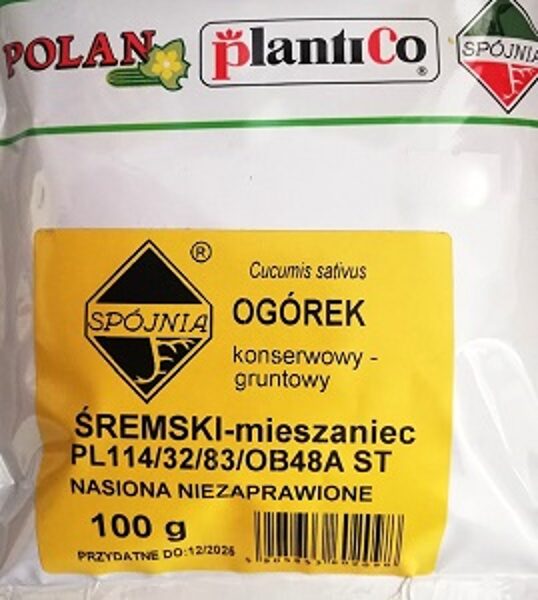 POLAN
plantico
®
SPÓJNIA
®
Cucumis sativus
SPÓJNIA
OGÓREK
konserwowy -
gruntowy
ŚREMSKI-mieszaniec
PL114/32/83/OB48A ST
NASIONA NIEZAPRAWIONE
100 g
PRZYDATNE DO:12/2026